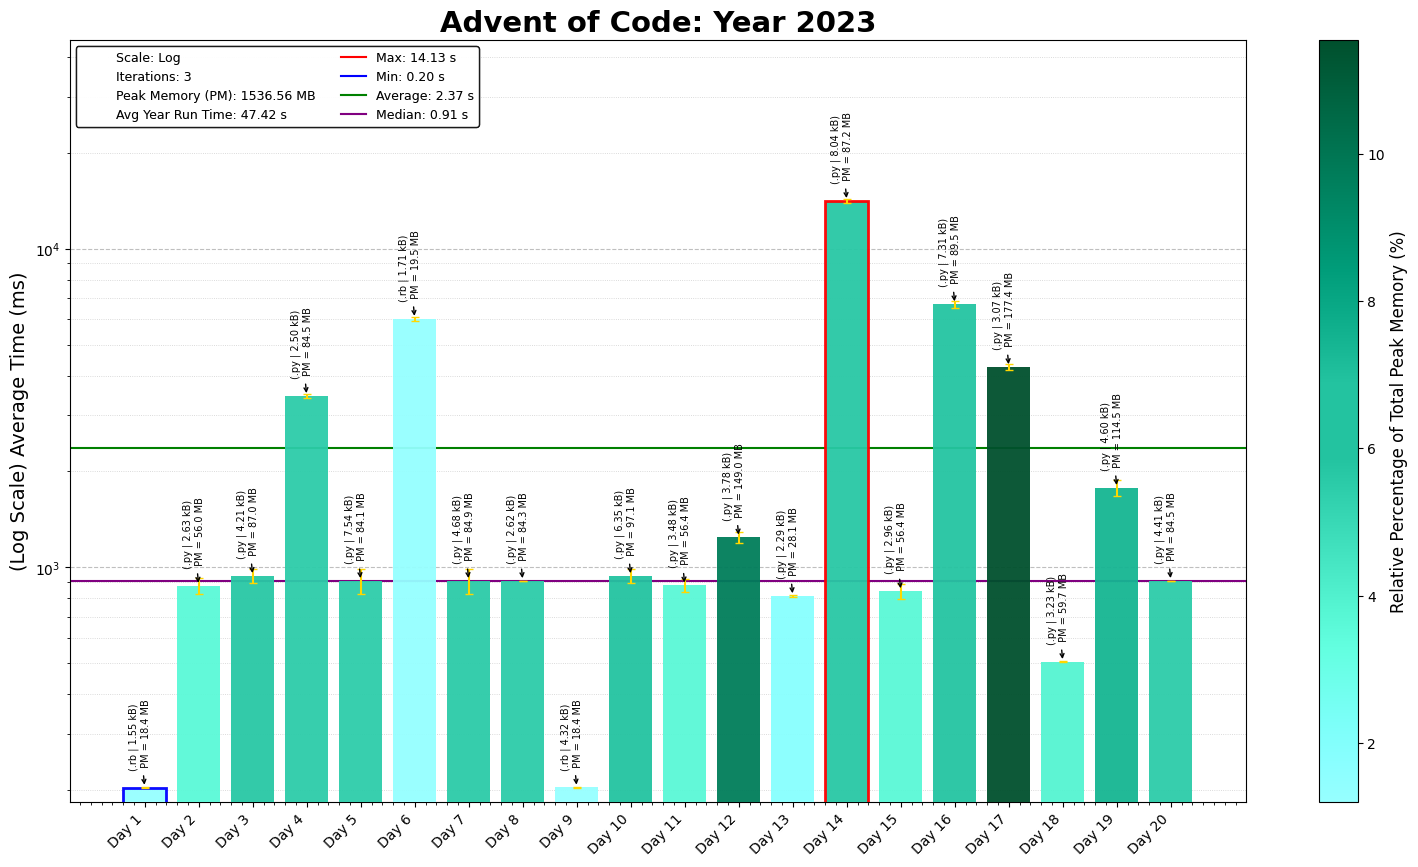 Advent of Code: Year 2023
Scale: Log
Iterations: 3
Peak Memory (PM): 1536.56 MB
Avg Year Run Time: 47.42 s
Max: 14.13 s
Min: 0.20 s
Average: 2.37 s
Median: 0.91 s
(Log Scale) Average Time (ms)
10⁴
10³
(.rb | 1.55 kB)
PM = 18.4 MB
(.py | 2.63 kB)
PM = 56.0 MB
(.py | 4.21 kB)
PM = 87.0 MB
(.py | 2.50 kB)
PM = 84.5 MB
(.py | 7.54 kB)
PM = 84.1 MB
(.rb | 1.71 kB)
PM = 19.5 MB
(.py | 4.68 kB)
PM = 84.9 MB
(.py | 2.62 kB)
PM = 84.3 MB
(.rb | 4.32 kB)
PM = 18.4 MB
(.py | 6.35 kB)
PM = 97.1 MB
(.py | 3.48 kB)
PM = 56.4 MB
(.py | 3.78 kB)
PM = 149.0 MB
(.py | 2.29 kB)
PM = 28.1 MB
(.py | 8.04 kB)
PM = 87.2 MB
(.py | 2.96 kB)
PM = 56.4 MB
(.py | 7.31 kB)
PM = 89.5 MB
(.py | 3.07 kB)
PM = 177.4 MB
(.py | 3.23 kB)
PM = 59.7 MB
(.py | 4.60 kB)
PM = 114.5 MB
(.py | 4.41 kB)
PM = 84.5 MB
Day 1
Day 2
Day 3
Day 4
Day 5
Day 6
Day 7
Day 8
Day 9
Day 10
Day 11
Day 12
Day 13
Day 14
Day 15
Day 16
Day 17
Day 18
Day 19
Day 20
10
8
6
4
2
Relative Percentage of Total Peak Memory (%)